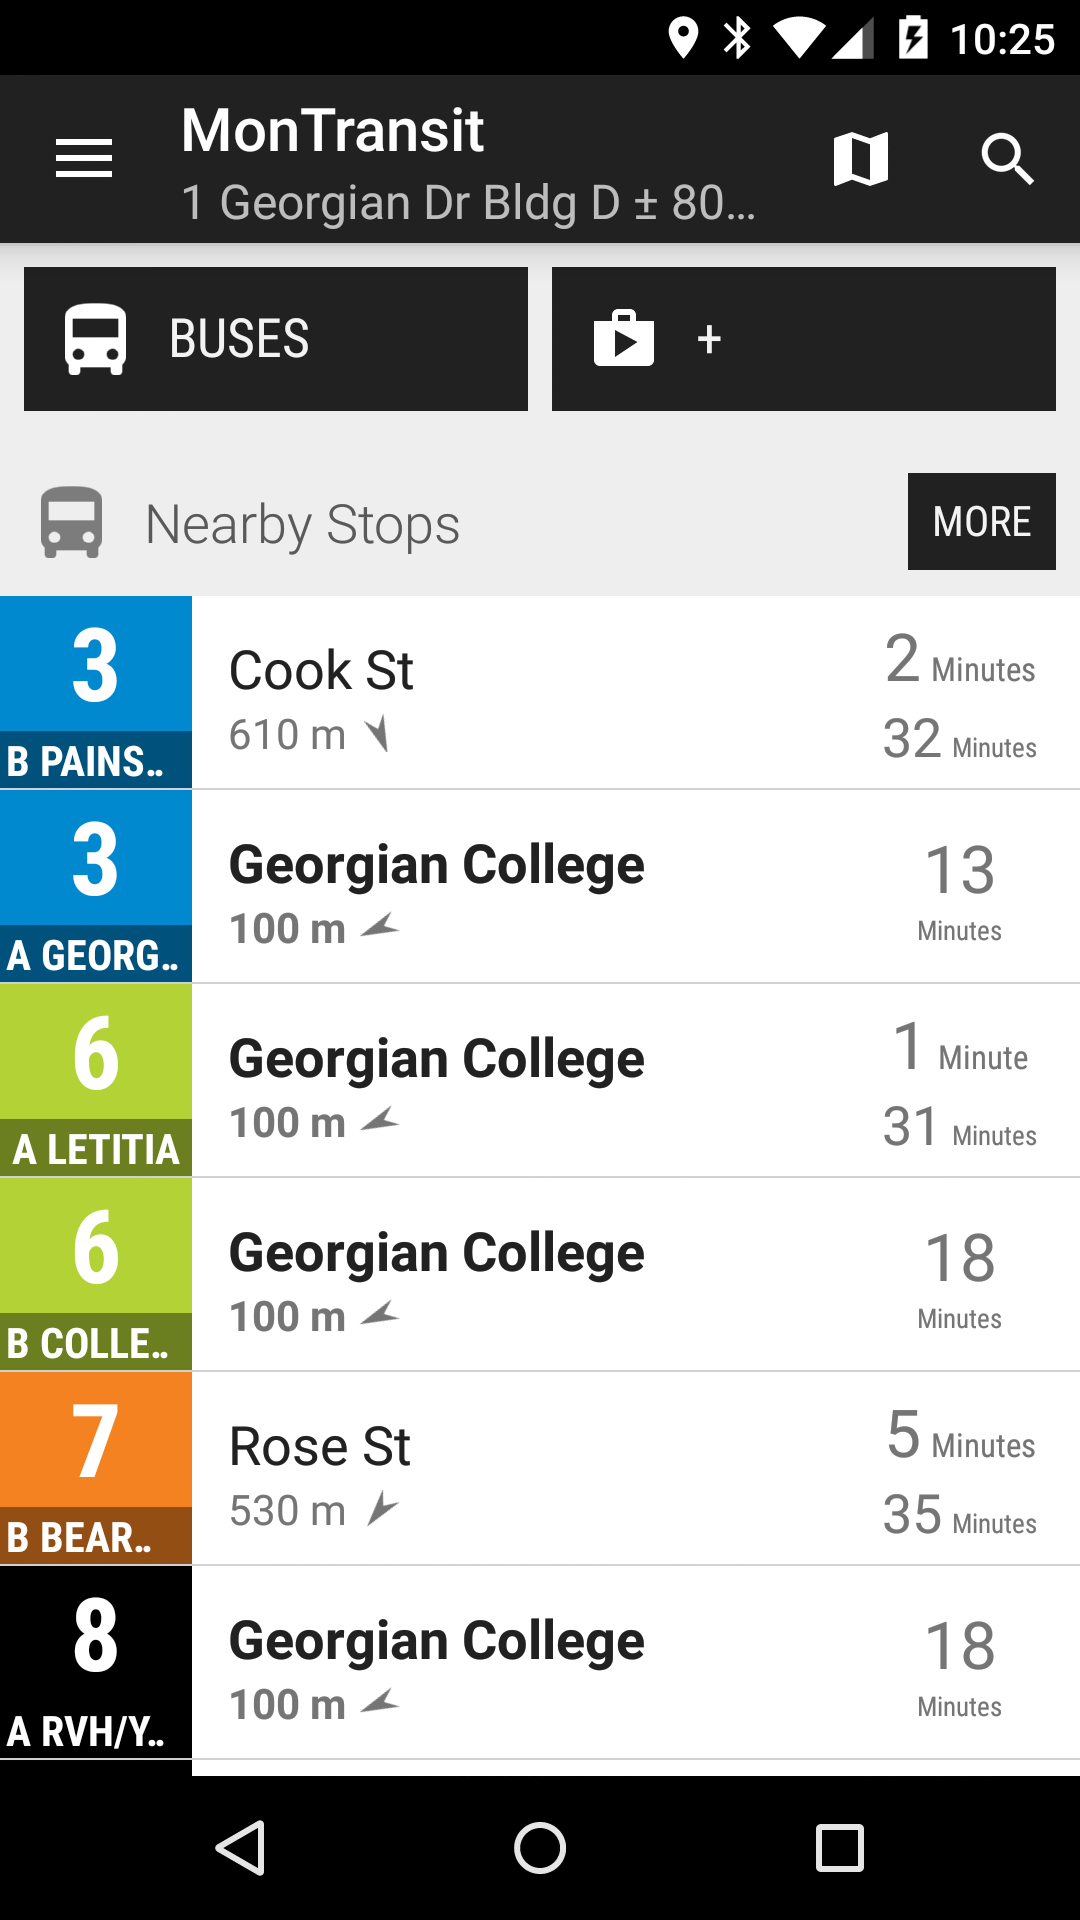 10:25
MonTransit
1 Georgian Dr Bldg D ± 80...
BUSES
+
Nearby Stops
MORE
3
B PAINS..
Cook St
610 m
2 Minutes
32 Minutes
3
A GEORG..
Georgian College
100 m
13
Minutes
6
A LETITIA
Georgian College
100 m
1 Minute
31 Minutes
6
B COLLE..
Georgian College
100 m
18
Minutes
7
B BEAR..
Rose St
530 m
5 Minutes
35 Minutes
8
A RVH/Y..
Georgian College
100 m
18
Minutes